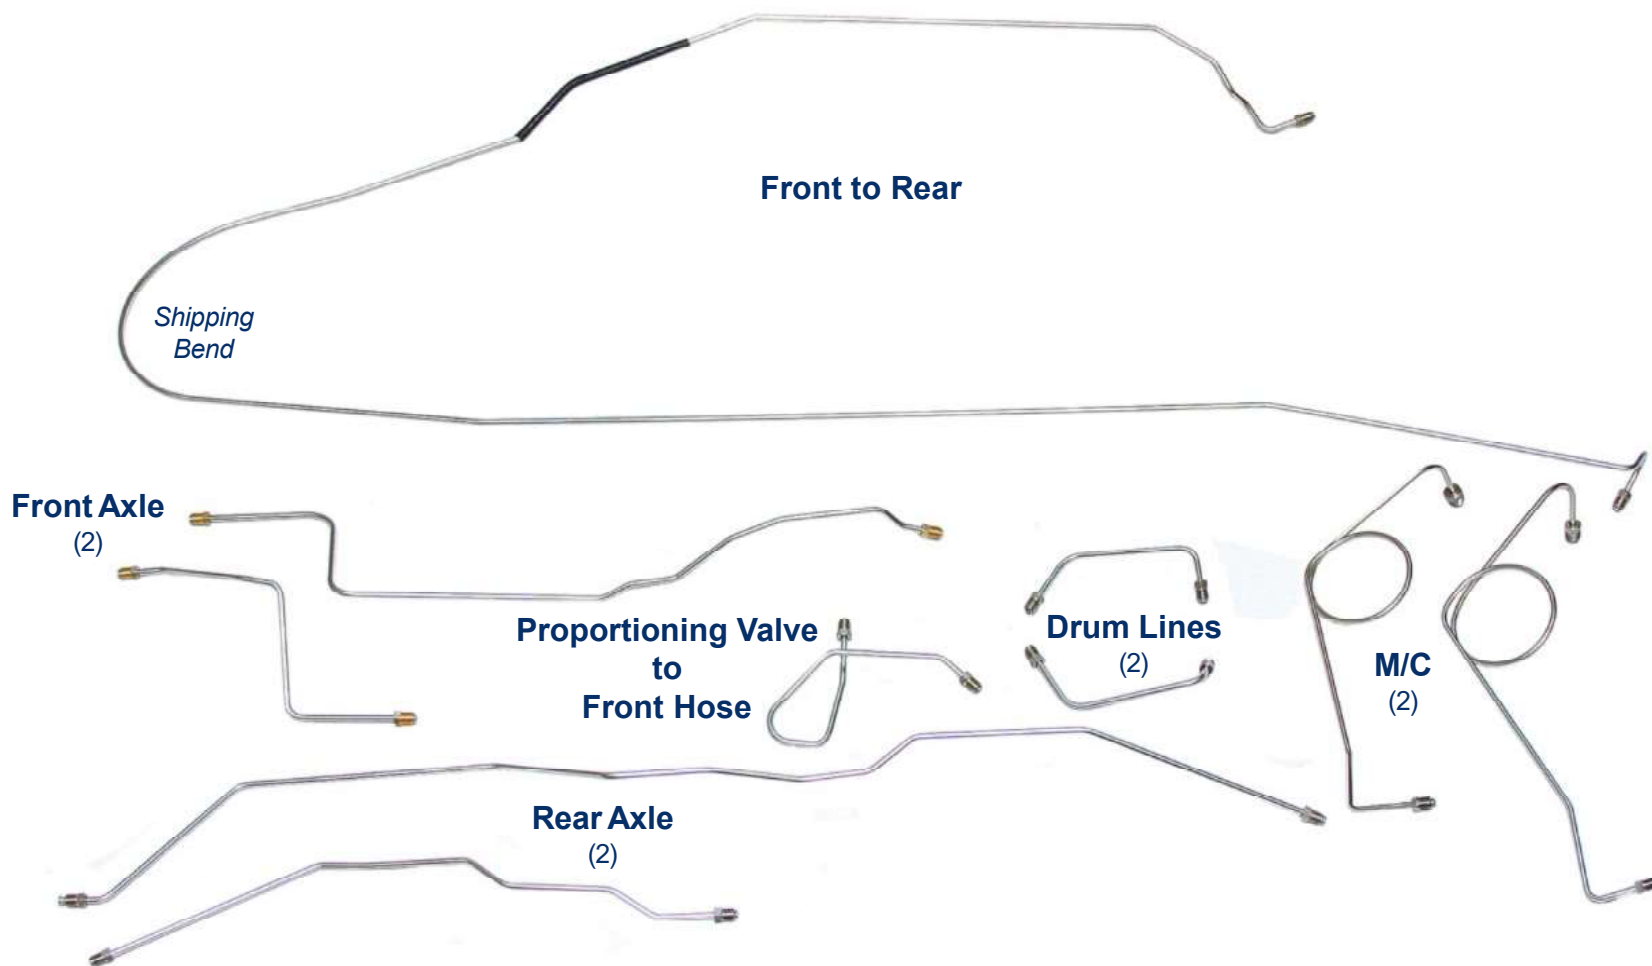 Front to Rear
Shipping
Bend
Front Axle
(2)
Proportioning Valve
to
Front Hose
Drum Lines
(2)
M/C
(2)
Rear Axle
(2)